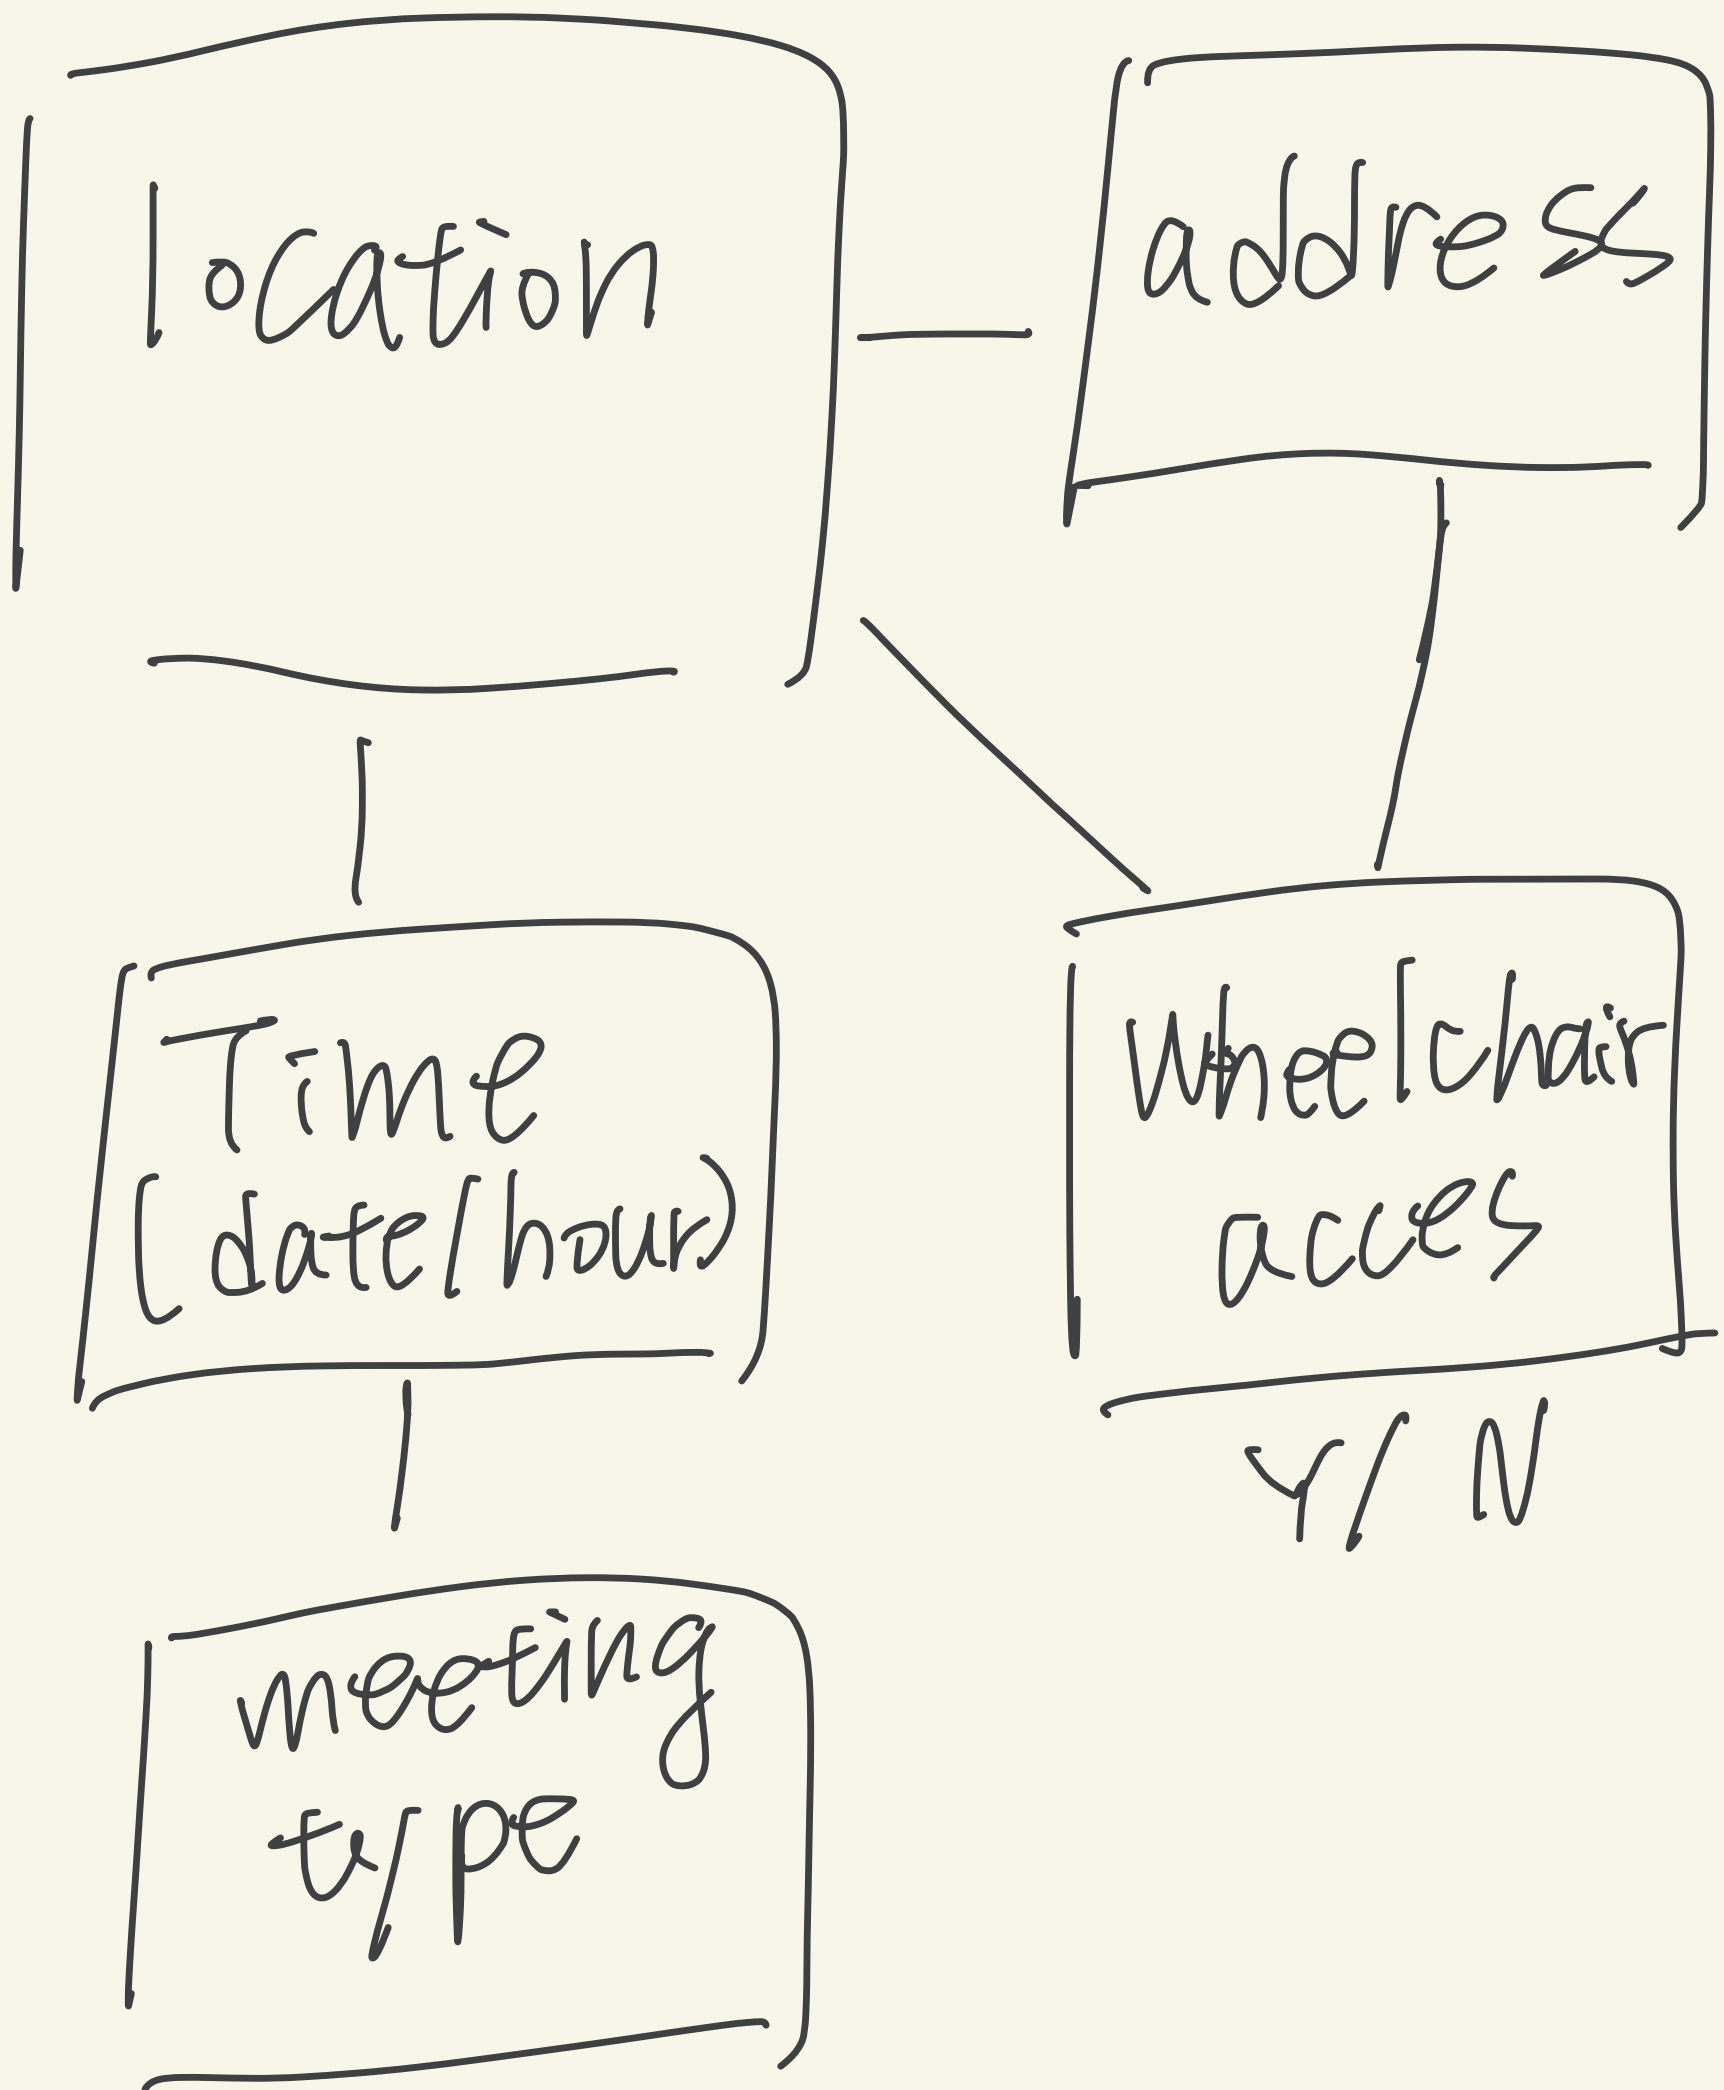 location
address
Time
(date/hour)
Wheelchair
acces
Y/N
meeting
type